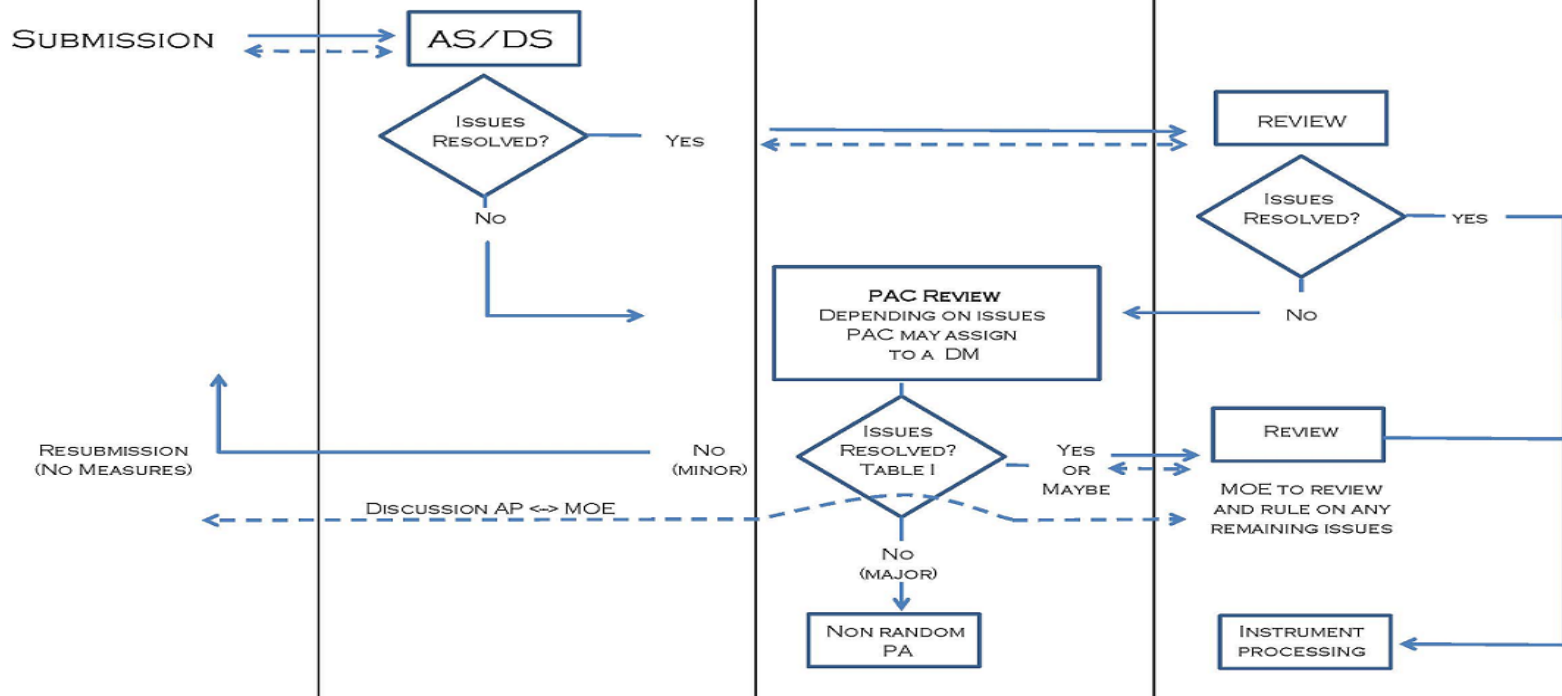 SUBMISSION
AS/DS
ISSUES
RESOLVED?
YES
NO
REVIEW
ISSUES
RESOLVED?
YES
NO
PAC REVIEW
DEPENDING ON ISSUES
PAC MAY ASSIGN
TO A DM
ISSUES
RESOLVED?
TABLE I
YES
OR
MAYBE
REVIEW
MOE TO REVIEW
AND RULE ON ANY
REMAINING ISSUES
NO
(MINOR)
RESUBMISSION
(NO MEASURES)
DISCUSSION AP <-> MOE
NO
(MAJOR)
NON RANDOM
PA
INSTRUMENT
PROCESSING